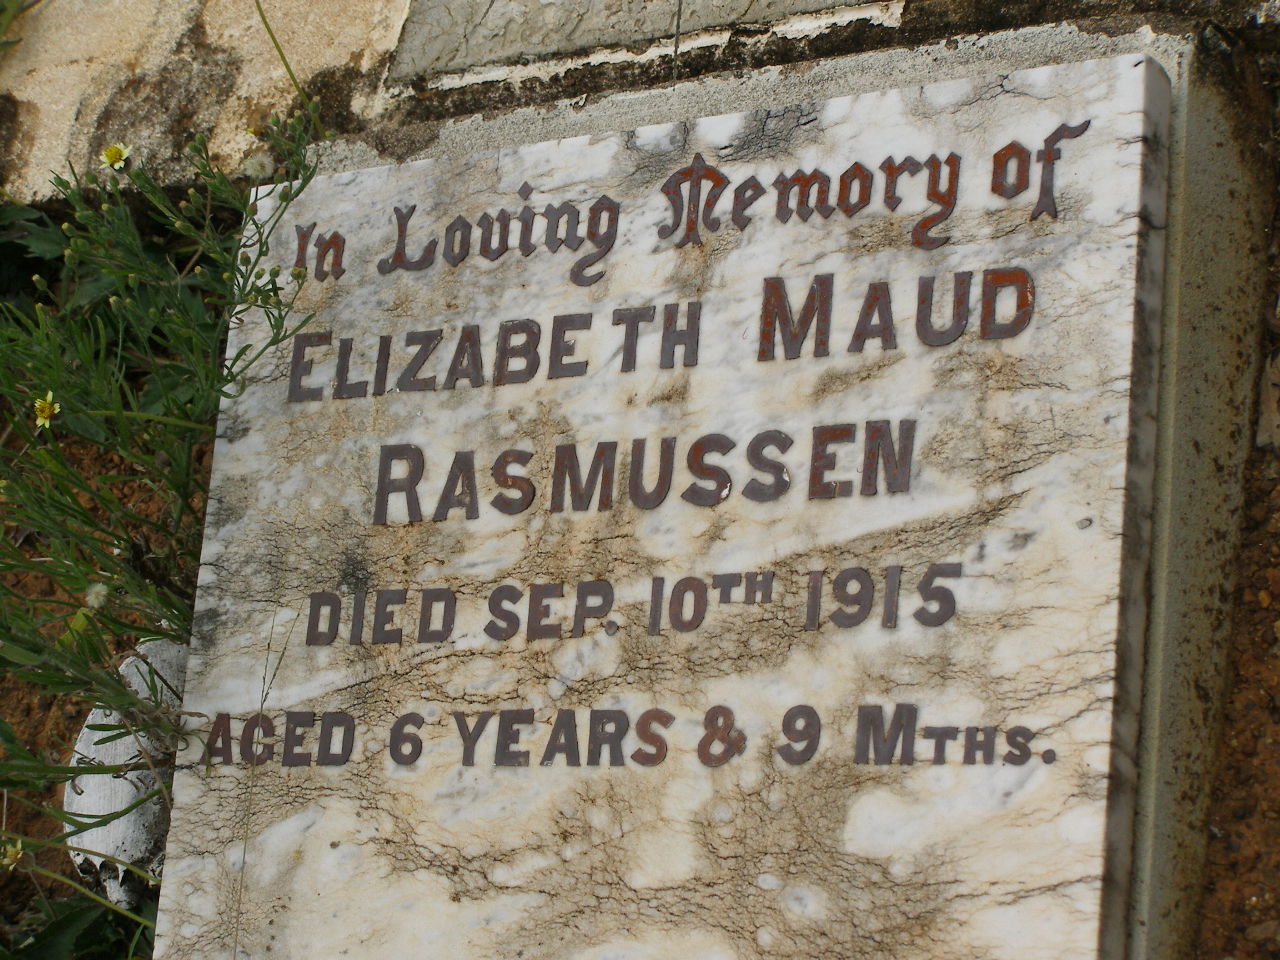 In Loving Memory of
ELIZABETH MAUD
RASMUSSEN
DIED SEP. 10TH 1915
AGED 6 YEARS & 9 MTHS.